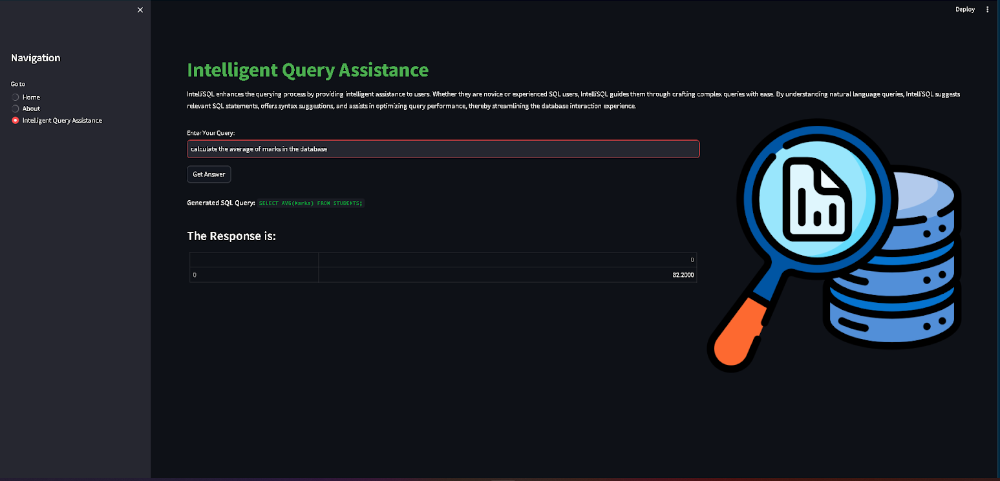 Deploy
Navigation
Go to
Home
About
Intelligent Query Assistance
Intelligent Query Assistance
IntelliSQL enhances the querying process by providing intelligent assistance to users. Whether they are novice or experienced SQL users, IntelliSQL guides them through crafting complex queries with ease. By understanding natural language queries, IntelliSQL suggests
relevant SQL statements, offers syntax suggestions, and assists in optimizing query performance, thereby streamlining the database interaction experience.
Enter Your Query:
calculate the average of marks in the database
Get Answer
Generated SQL Query: SELECT AVG(Marks) FROM STUDENTS;
The Response is:
0
0 82.2000